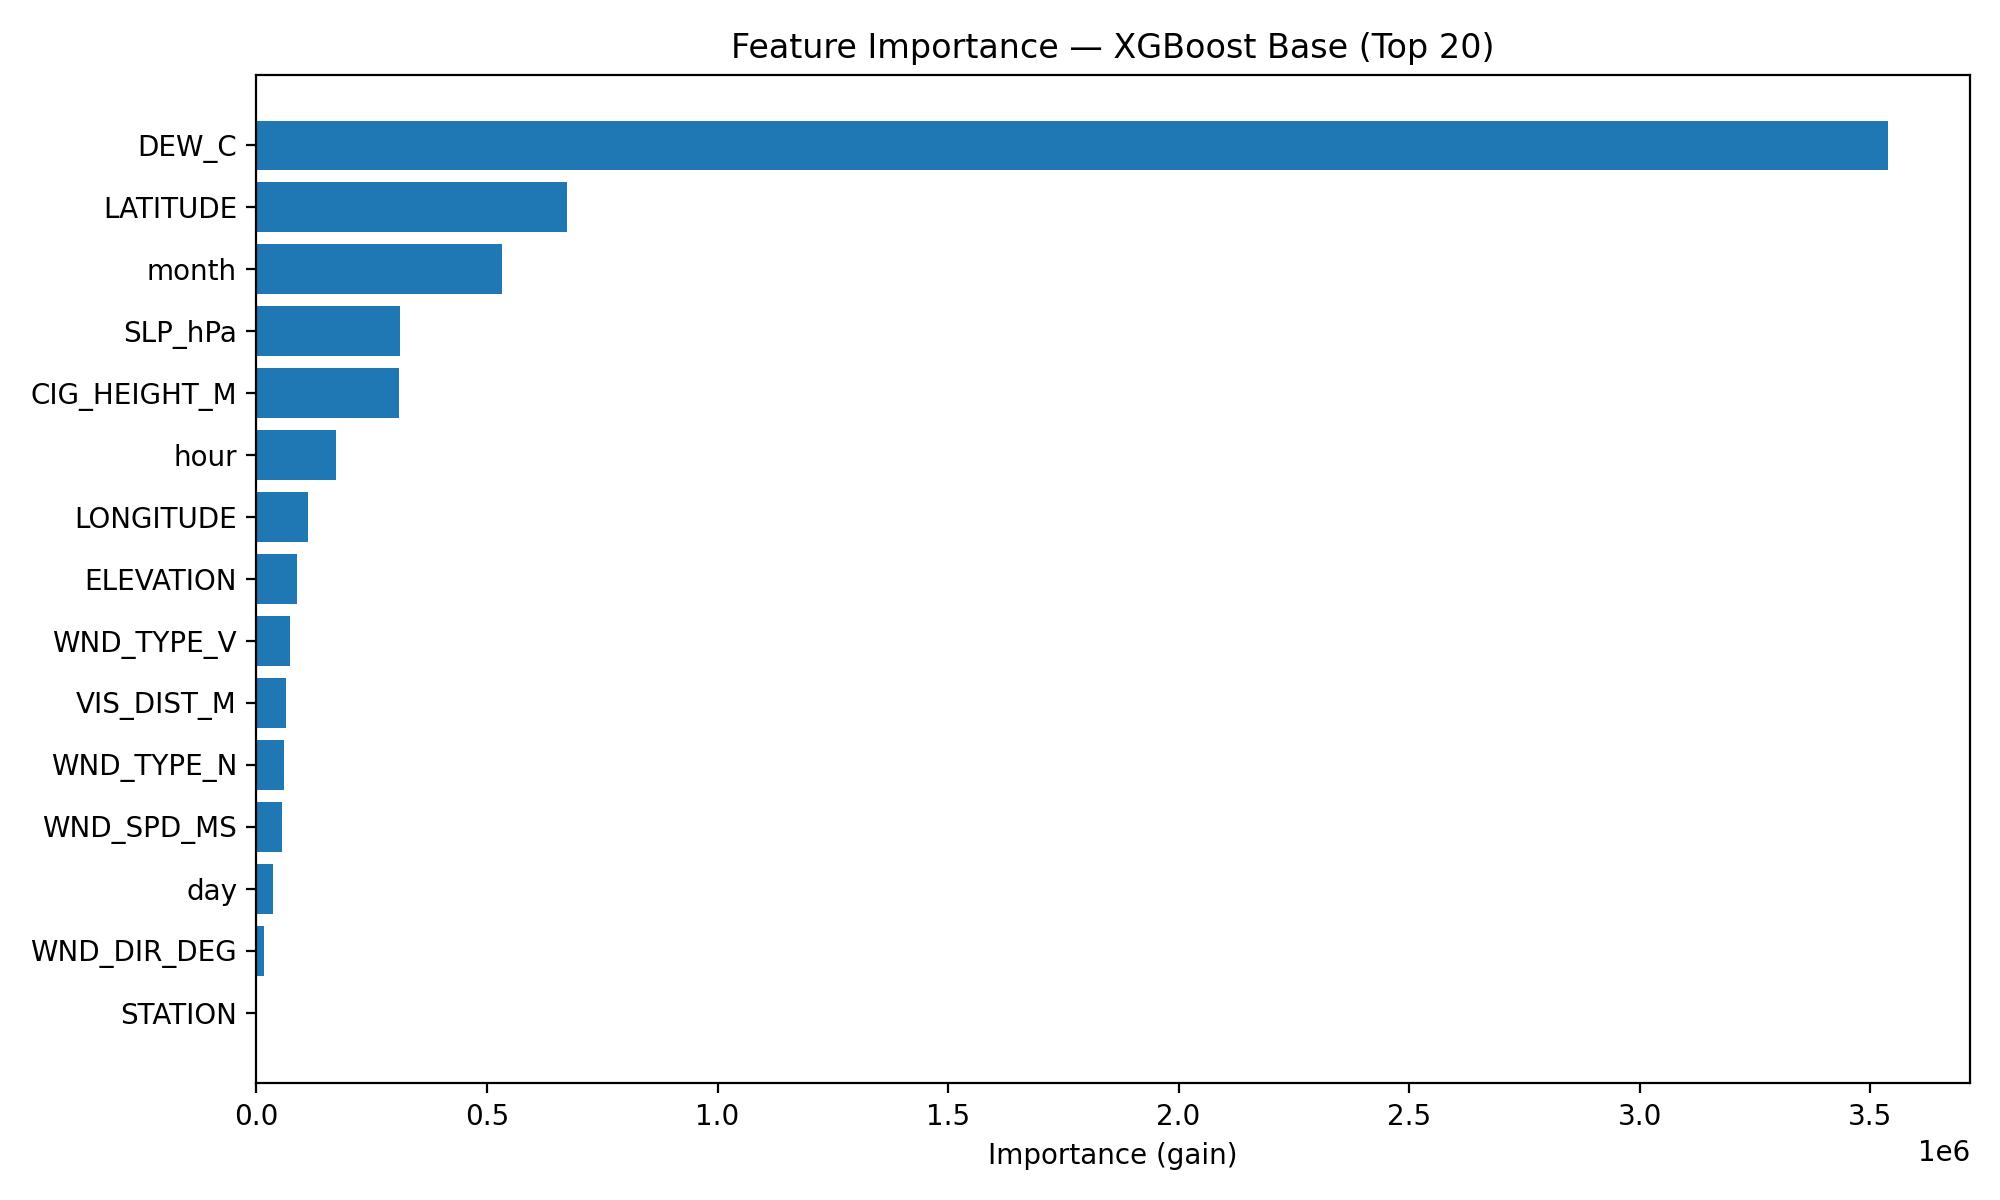 Feature Importance — XGBoost Base (Top 20)
DEW_C
LATITUDE
month
SLP_hPa
CIG_HEIGHT_M
hour
LONGITUDE
ELEVATION
WND_TYPE_V
VIS_DIST_M
WND_TYPE_N
WND_SPD_MS
day
WND_DIR_DEG
STATION
0.0 0.5 1.0 1.5 2.0 2.5 3.0 3.5
1e6
Importance (gain)